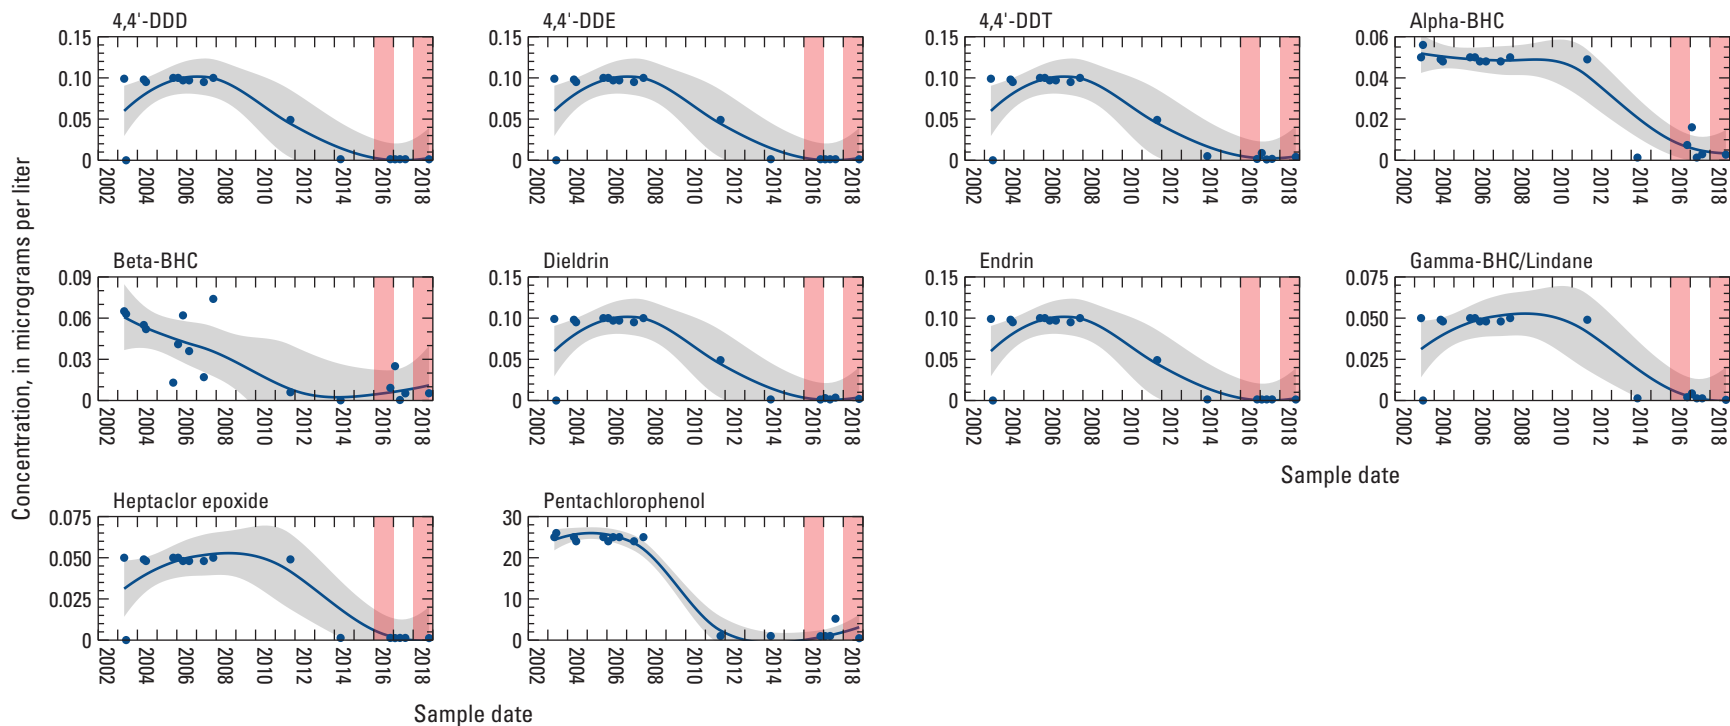 4,4'-DDD
4,4'-DDE
4,4'-DDT
Alpha-BHC
0.15
0.10
0.05
0
0.15
0.10
0.05
0
0.15
0.10
0.05
0
0.06
0.04
0.02
0
2002 2004 2006 2008 2010 2012 2014 2016 2018
2002 2004 2006 2008 2010 2012 2014 2016 2018
2002 2004 2006 2008 2010 2012 2014 2016 2018
2002 2004 2006 2008 2010 2012 2014 2016 2018
Concentration, in micrograms per liter
Beta-BHC
Dieldrin
Endrin
Gamma-BHC/Lindane
0.09
0.06
0.03
0
0.15
0.10
0.05
0
0.15
0.10
0.05
0
0.075
0.050
0.025
0
2002 2004 2006 2008 2010 2012 2014 2016 2018
2002 2004 2006 2008 2010 2012 2014 2016 2018
2002 2004 2006 2008 2010 2012 2014 2016 2018
2002 2004 2006 2008 2010 2012 2014 2016 2018
Sample date
Heptaclor epoxide
Pentachlorophenol
0.075
0.050
0.025
0
30
20
10
0
2002 2004 2006 2008 2010 2012 2014 2016 2018
2002 2004 2006 2008 2010 2012 2014 2016 2018
Sample date